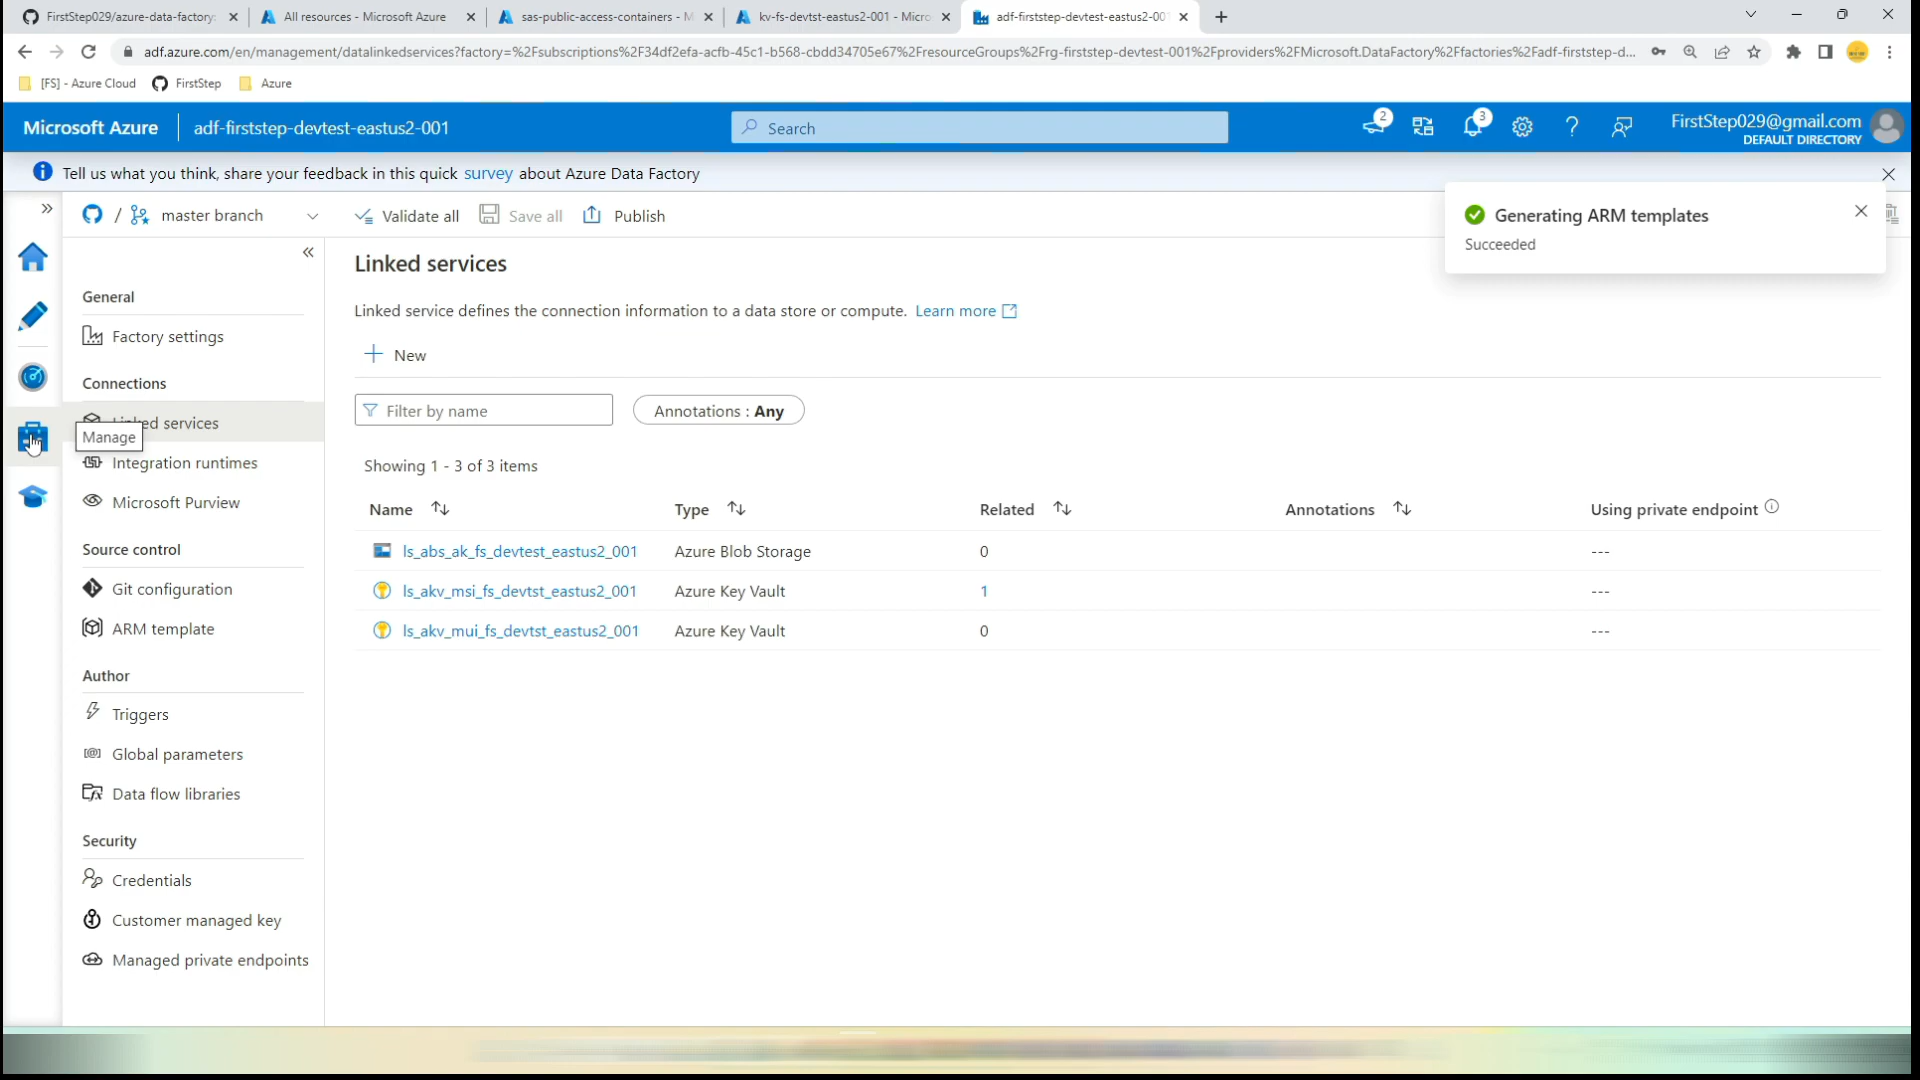 FirstStep029/azure-data-factory:
All resources - Microsoft Azure
sas-public-access-containers - M
kv-fs-devtst-eastus2-001 - Micro
adf-firststep-devtest-eastus2-00
adf.azure.com/en/management/datalinkedservices?factory=%2Fsubscriptions%2F34df2efa-acfb-45c1-b568-cbdd34705e67%2FresourceGroups%2Frg-firststep-devtest-001%2Fproviders%2FMicrosoft.DataFactory%2Ffactories%2Fadf-firststep-d...
[FS] - Azure Cloud
FirstStep
Azure
Microsoft Azure
adf-firststep-devtest-eastus2-001
Search
2
3
FirstStep029@gmail.com
DEFAULT DIRECTORY
Tell us what you think, share your feedback in this quick survey about Azure Data Factory
/ master branch
Validate all
Save all
Publish
Generating ARM templates
Succeeded
General
Factory settings
Connections
Linked services
Manage
Integration runtimes
Microsoft Purview
Source control
Git configuration
ARM template
Author
Triggers
Global parameters
Data flow libraries
Security
Credentials
Customer managed key
Managed private endpoints
Linked services
Linked service defines the connection information to a data store or compute. Learn more
New
Filter by name
Annotations : Any
Showing 1 - 3 of 3 items
Name Type Related Annotations Using private endpoint
ls_abs_ak_fs_devtest_eastus2_001 Azure Blob Storage 0 ---
ls_akv_msi_fs_devtst_eastus2_001 Azure Key Vault 1 ---
ls_akv_mui_fs_devtst_eastus2_001 Azure Key Vault 0 ---